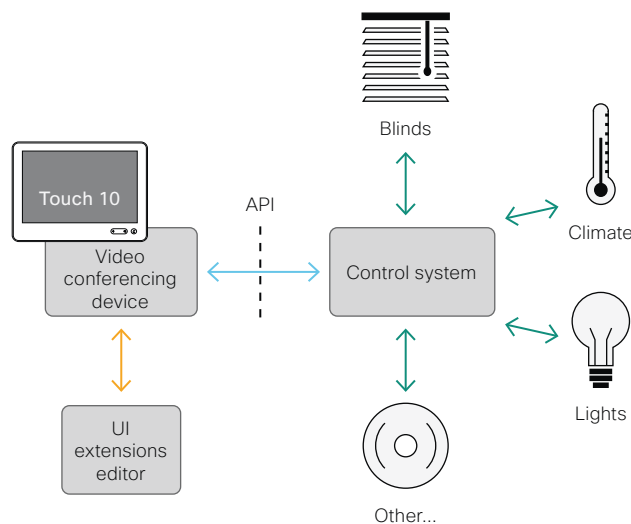 Blinds
Touch 10
API
Climate
Video
conferencing
device
Control system
Lights
UI
extensions
editor
Other...